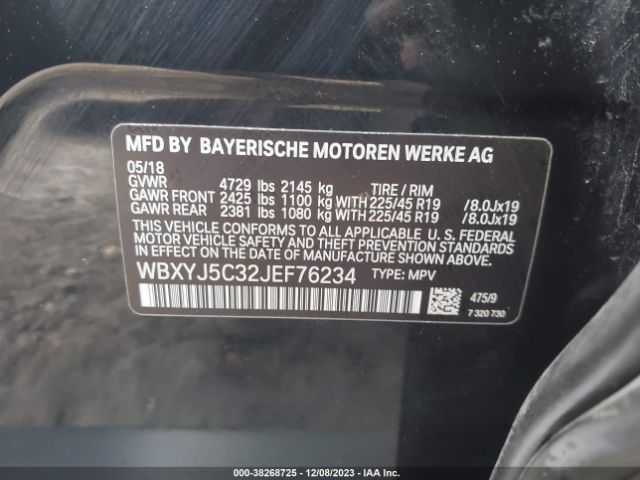 MFD BY BAYERISCHE MOTOREN WERKE AG
05/18
GVWR 4729 lbs 2145 kg TIRE / RIM
GAWR FRONT 2425 lbs 1100 kg WITH 225/45 R19 /8.0Jx19
GAWR REAR 2381 lbs 1080 kg WITH 225/45 R19 /8.0Jx19
THIS VEHICLE CONFORMS TO ALL APPLICABLE U. S. FEDERAL
MOTOR VEHICLE SAFETY, BUMPER, AND THEFT PREVENTION STANDARDS
IN EFFECT ON THE DATE OF MANUFACTURE SHOWN ABOVE.
WBXYJ5C32JEF76234 TYPE: MPV
475/9
7 320 730
000-38268725 - 12/08/2023 - IAA Inc.